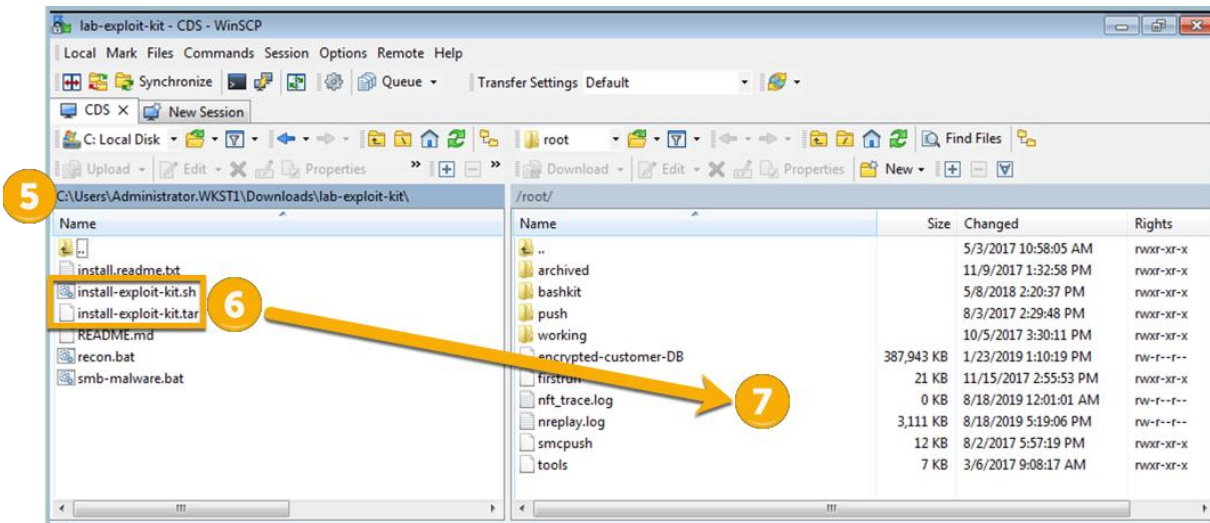 lab-exploit-kit - CDS - WinSCP
Local Mark Files Commands Session Options Remote Help
Synchronize Queue Transfer Settings Default
CDS X New Session
C: Local Disk root Find Files
Upload Edit Properties » » Download Edit Properties New
5
C:\Users\Administrator.WKST1\Downloads\lab-exploit-kit\ /root/
Name Name Size Changed Rights
.. .. 5/3/2017 10:58:05 AM rwxr-xr-x
install.readme.txt archived 11/9/2017 1:32:58 PM rwxr-xr-x
install-exploit-kit.sh bashkit 5/8/2018 2:20:37 PM rwxr-xr-x
6
install-exploit-kit.tar push 8/3/2017 2:29:48 PM rwxr-xr-x
README.md working 10/5/2017 3:30:11 PM rwxr-xr-x
recon.bat encrypted-customer-DB 387,943 KB 1/23/2019 1:10:19 PM rw-r--r--
smb-malware.bat firstrun 21 KB 11/15/2017 2:55:53 PM rwxr-xr-x
nft_trace.log 0 KB 8/18/2019 12:01:01 AM rw-r--r--
7
nreplay.log 3,111 KB 8/18/2019 5:19:06 PM rw-r--r--
smcpush 12 KB 8/2/2017 5:57:19 PM rwxr-xr-x
tools 7 KB 3/6/2017 9:08:17 AM rwxr-xr-x